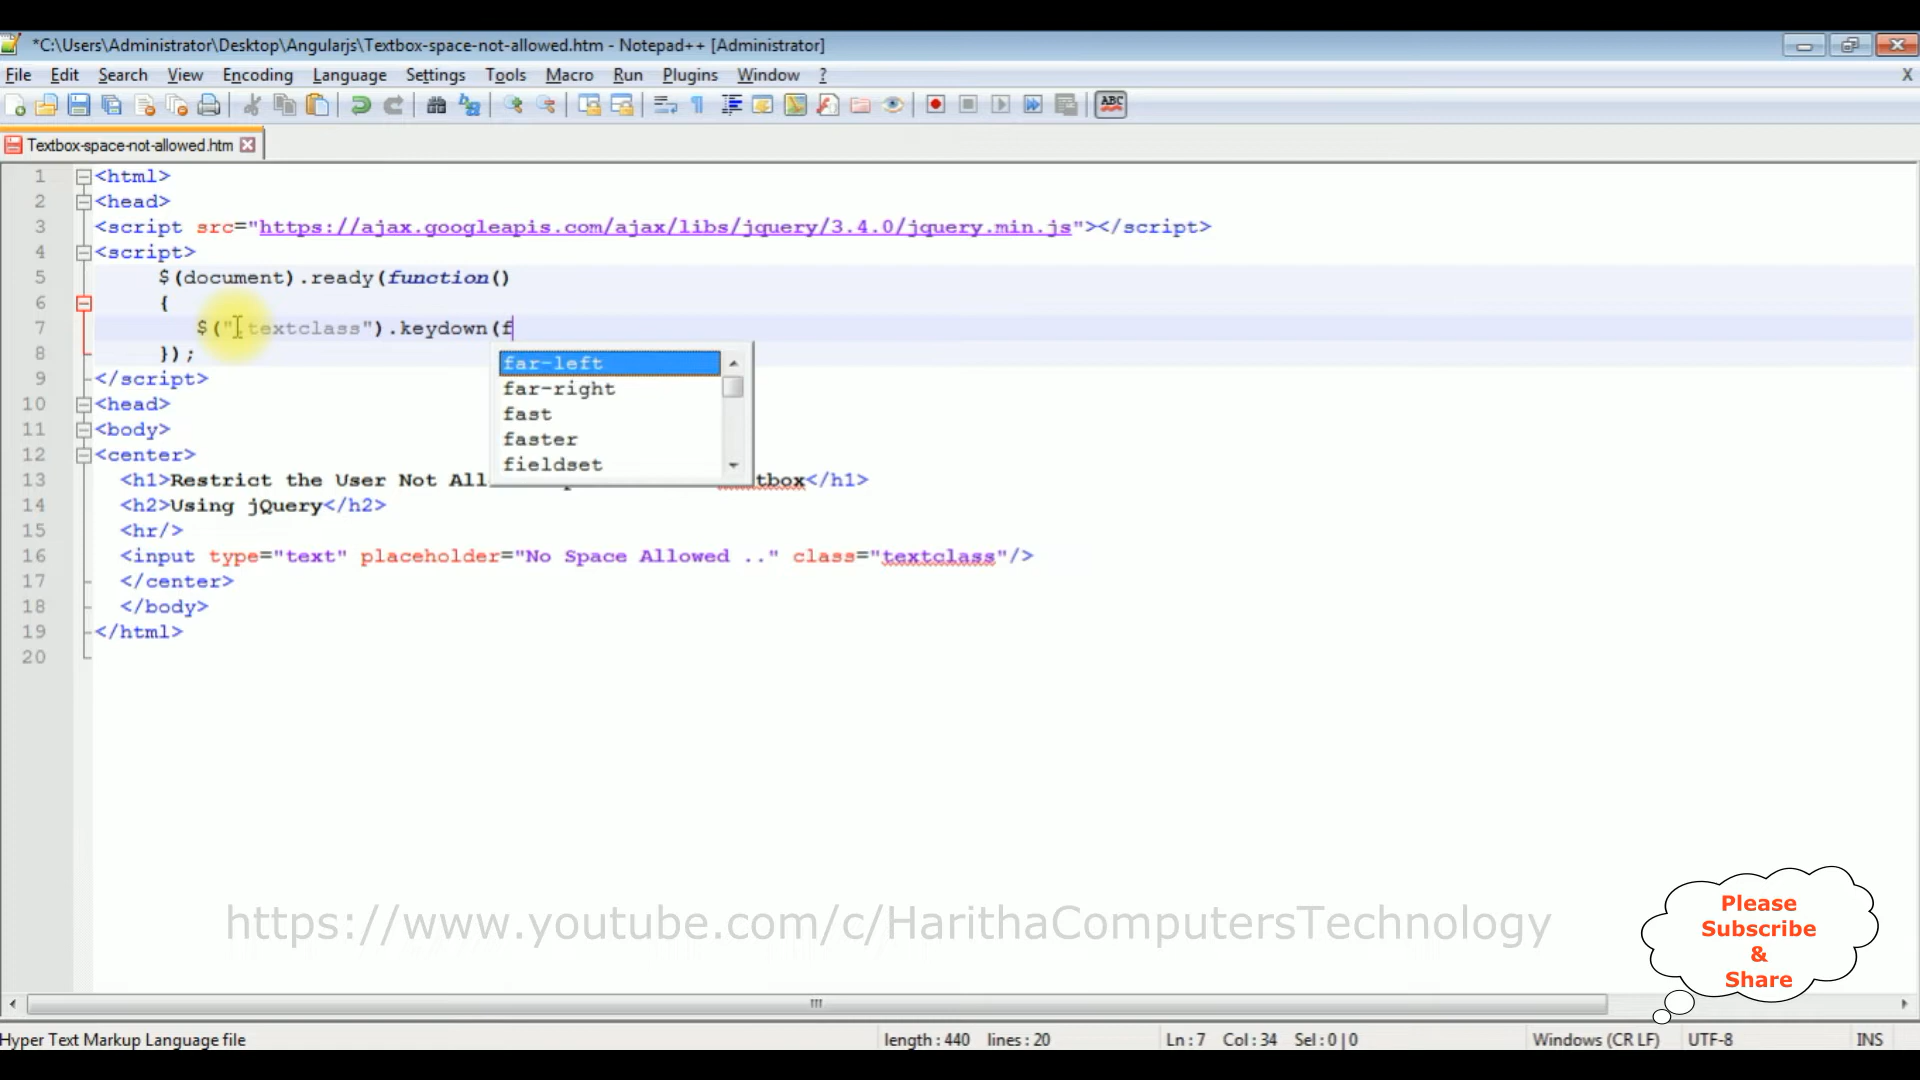 *C:\Users\Administrator\Desktop\Angularjs\Textbox-space-not-allowed.htm - Notepad++ [Administrator]
File Edit Search View Encoding Language Settings Tools Macro Run Plugins Window ? X
ABC
Textbox-space-not-allowed.htm
1 <html>
2 <head>
3 <script src="https://ajax.googleapis.com/ajax/libs/jquery/3.4.0/jquery.min.js"></script>
4 <script>
5 $(document).ready(function()
6 {
7 $(".textclass").keydown(f
8 });
far-left
9 </script>
far-right
10 <head>
fast
11 <body>
faster
12 <center>
fieldset
13 <h1>Restrict the User Not All tbox</h1>
14 <h2>Using jQuery</h2>
15 <hr/>
16 <input type="text" placeholder="No Space Allowed .." class="textclass"/>
17 </center>
18 </body>
19 </html>
20
https://www.youtube.com/c/HarithaComputersTechnology
Please
Subscribe
&
Share
Hyper Text Markup Language file length : 440 lines : 20 Ln : 7 Col : 34 Sel : 0 | 0 Windows (CR LF) UTF-8 INS